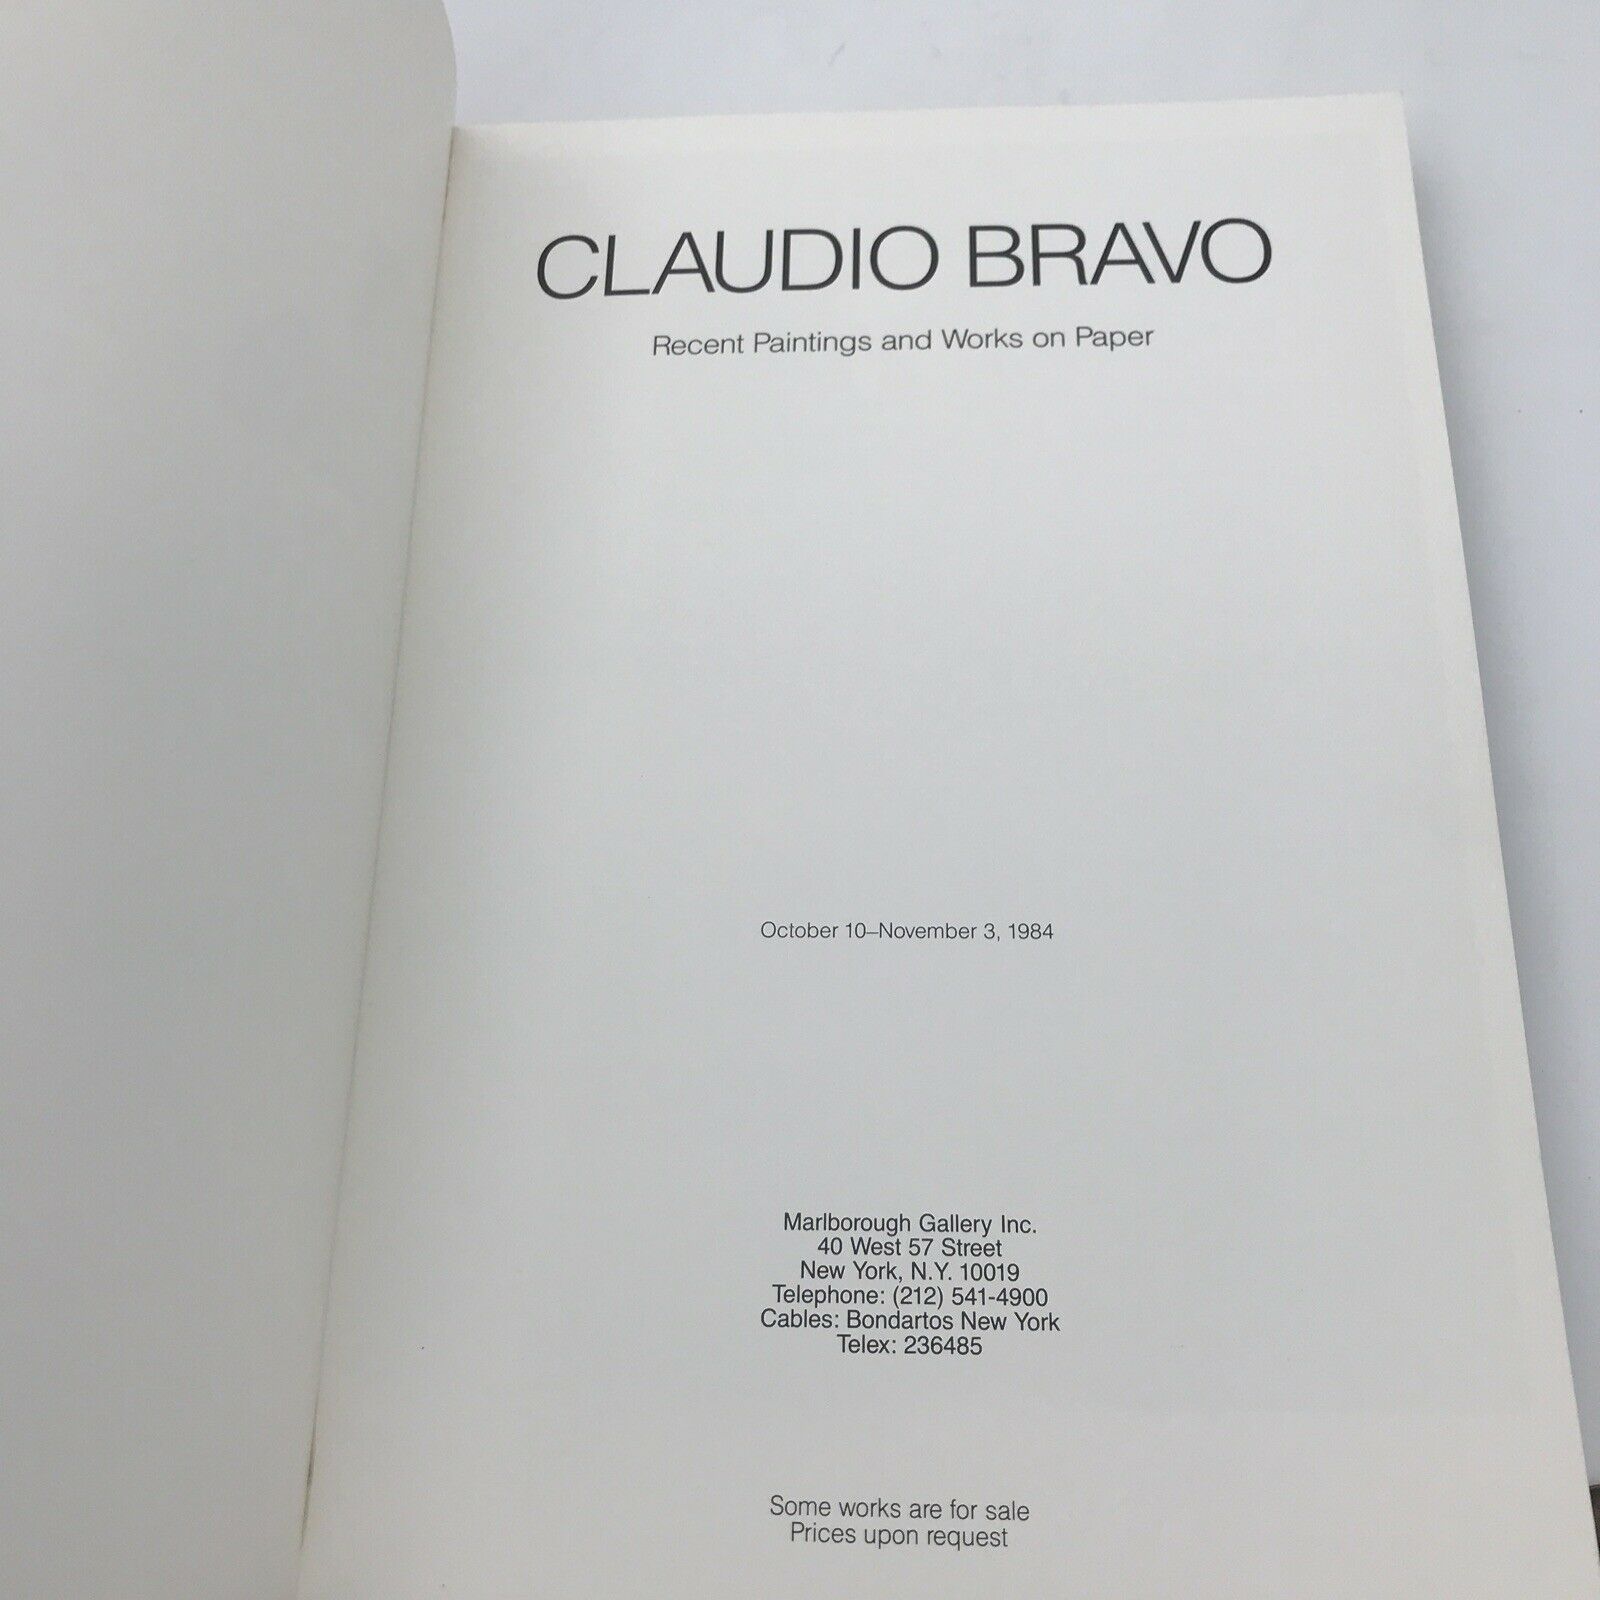 CLAUDIO BRAVO
Recent Paintings and Works on Paper
October 10–November 3, 1984
Marlborough Gallery Inc.
40 West 57 Street
New York, N.Y. 10019
Telephone: (212) 541-4900
Cables: Bondartos New York
Telex: 236485
Some works are for sale
Prices upon request